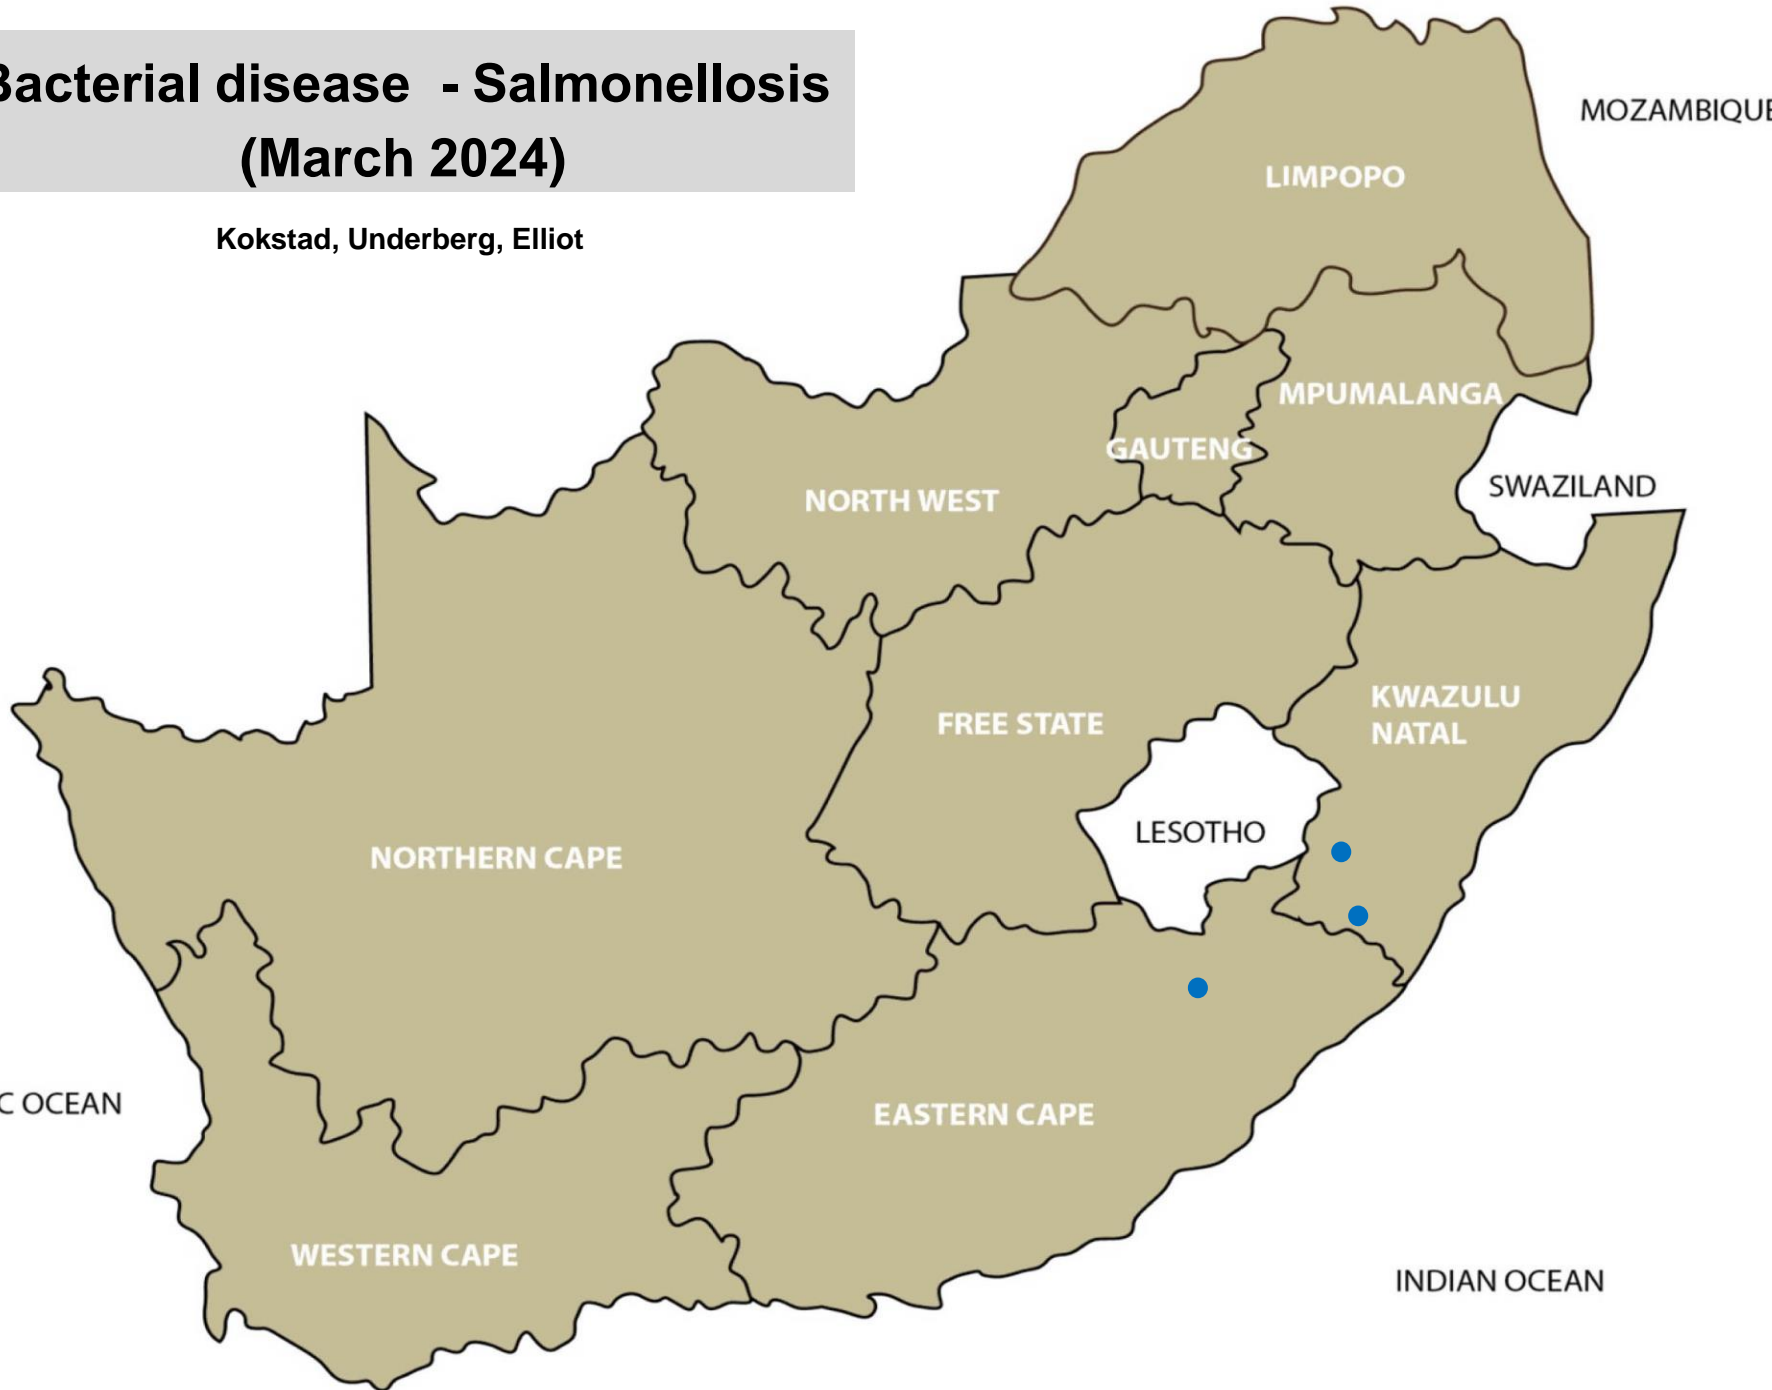 Bacterial disease - Salmonellosis
(March 2024)
Kokstad, Underberg, Elliot
MOZAMBIQUE
LIMPOPO
MPUMALANGA
GAUTENG
SWAZILAND
NORTH WEST
KWAZULU
NATAL
FREE STATE
LESOTHO
NORTHERN CAPE
C OCEAN
EASTERN CAPE
WESTERN CAPE
INDIAN OCEAN